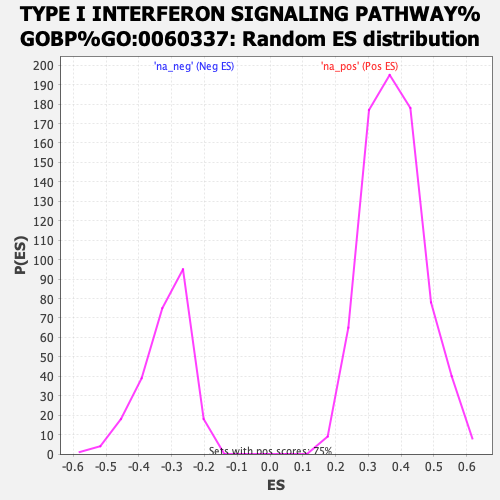 TYPE I INTERFERON SIGNALING PATHWAY%
GOBP%GO:0060337: Random ES distribution
'na_neg' (Neg ES)
'na_pos' (Pos ES)
200
190
180
170
160
150
140
130
120
110
100
90
80
70
60
50
40
30
20
10
0
P(ES)
Sets with pos scores: 75%
-0.6 -0.5 -0.4 -0.3 -0.2 -0.1 0.0 0.1 0.2 0.3 0.4 0.5 0.6
ES